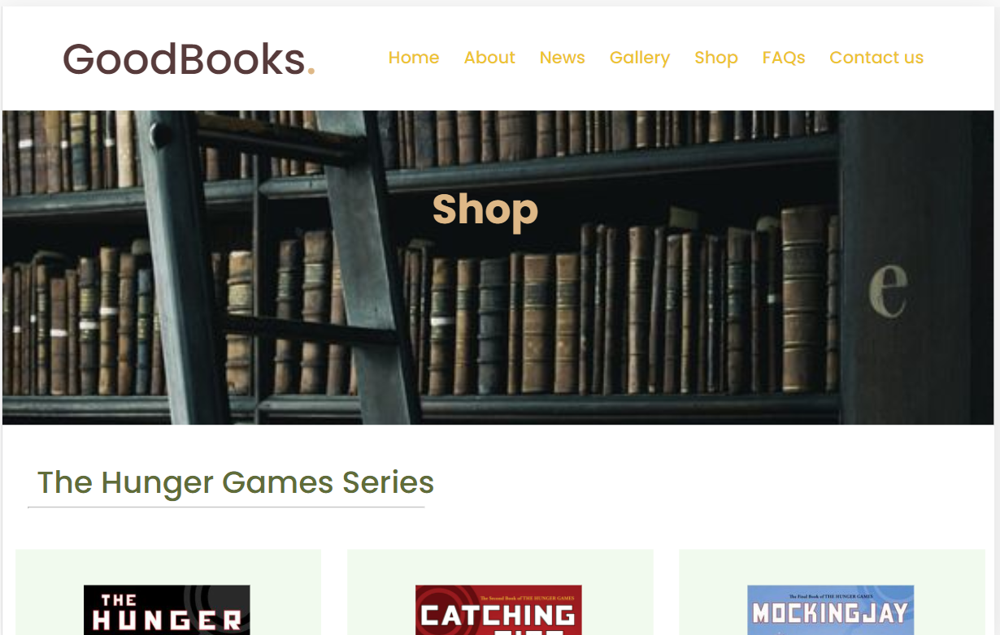 GoodBooks.
Home About News Gallery Shop FAQs Contact us
Shop
e
The Hunger Games Series
THE
HUNGER
The Second Book of THE HUNGER GAMES
CATCHING
The Final Book of THE HUNGER GAMES
MOCKINGJAY